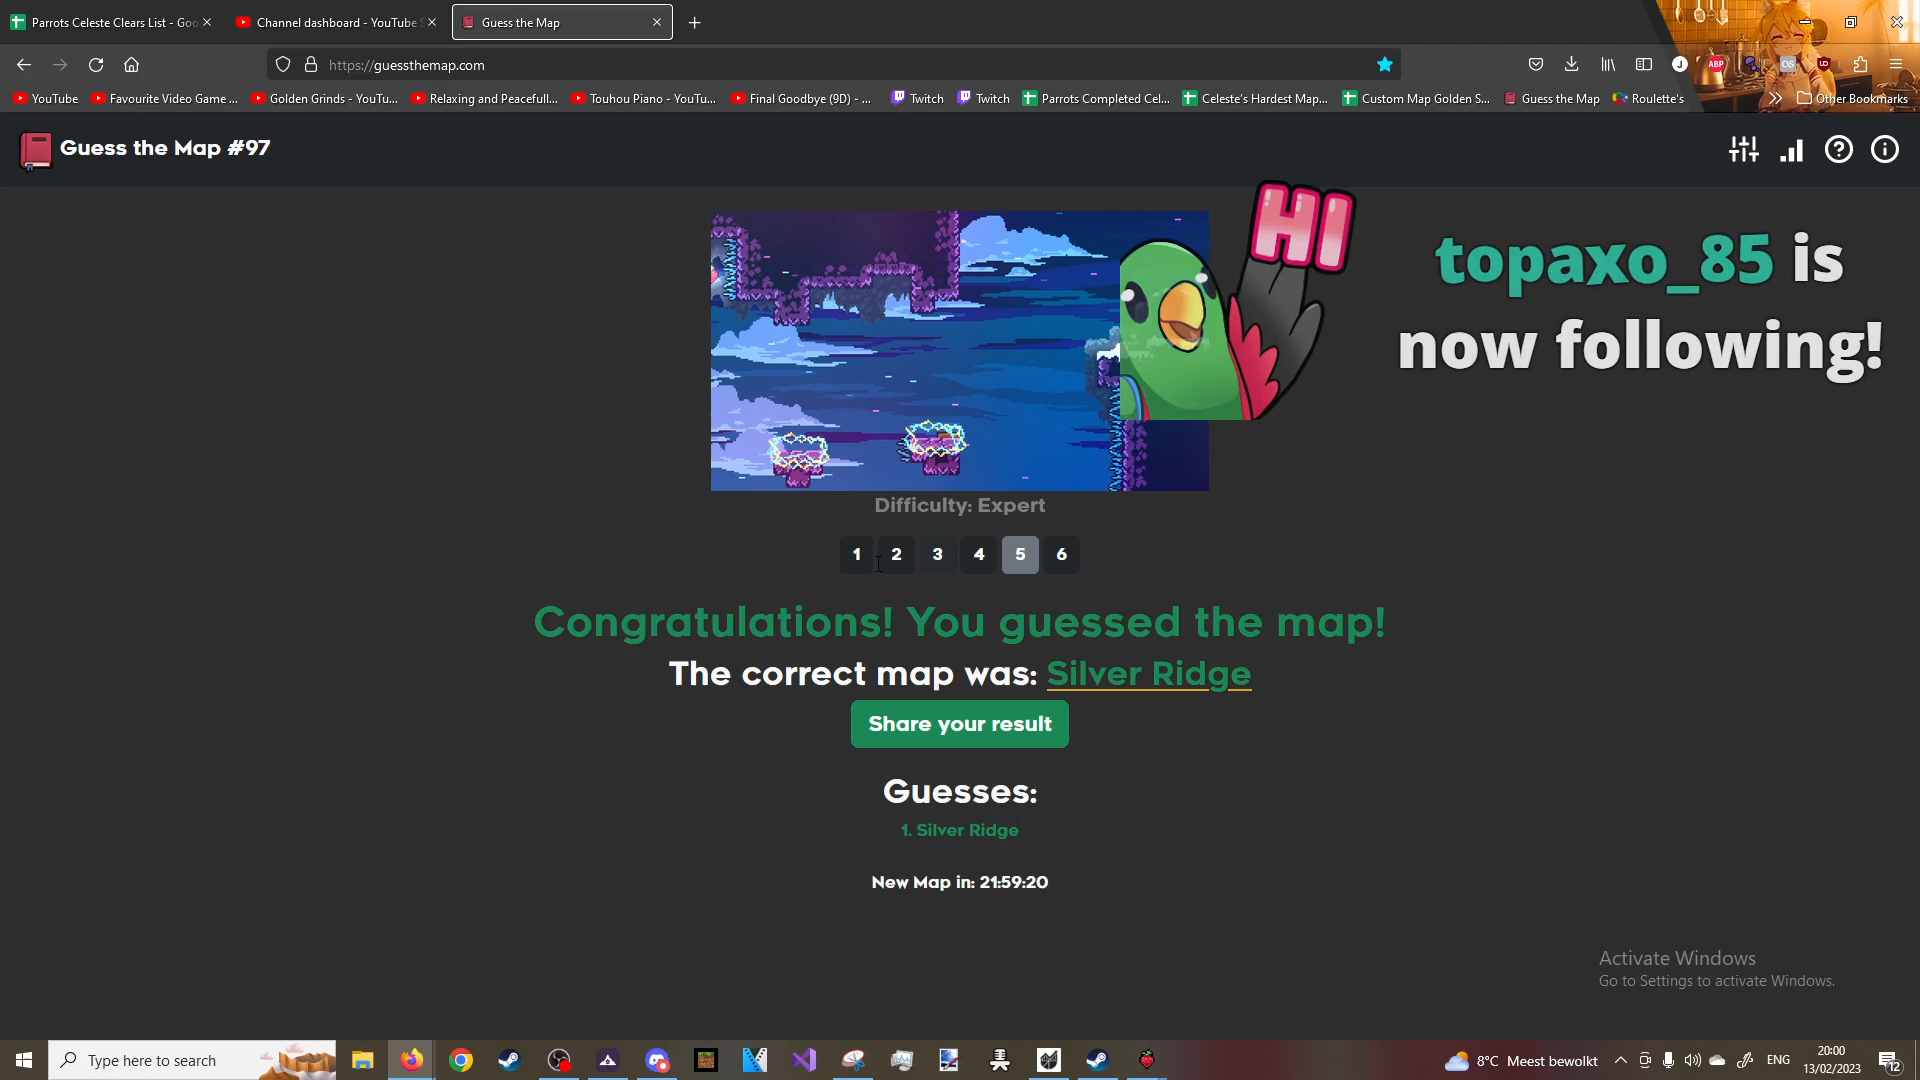 Parrots Celeste Clears List - Goo
Channel dashboard - YouTube S
Guess the Map
https://guessthemap.com
ABP
YouTube
Favourite Video Game ...
Golden Grinds - YouTu...
Relaxing and Peacefull...
Touhou Piano - YouTu...
Final Goodbye (9D) - ...
Twitch
Twitch
Parrots Completed Cel...
Celeste's Hardest Map...
Custom Map Golden S...
Guess the Map
Roulette's
Other Bookmarks
Guess the Map #97
HI
topaxo_85 is
now following!
Difficulty: Expert
1 2 3 4 5 6
Congratulations! You guessed the map!
The correct map was: Silver Ridge
Share your result
Guesses:
1. Silver Ridge
New Map in: 21:59:20
Activate Windows
Go to Settings to activate Windows.
Type here to search
8°C Meest bewolkt
ENG
20:00
13/02/2023
12